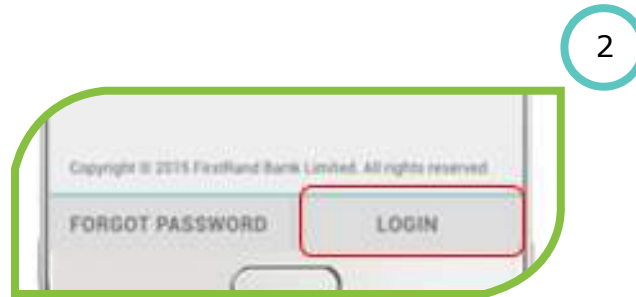 2
Copyright © 2015 FirstRand Bank Limited. All rights reserved.
FORGOT PASSWORD LOGIN